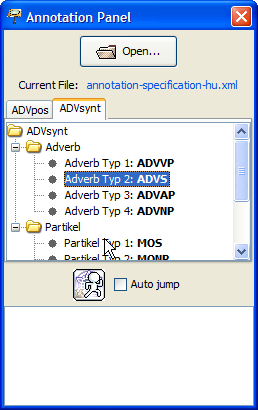 Annotation Panel
Open...
Current File: annotation-specification-hu.xml
ADVpos ADVsynt
ADVsynt
Adverb
Adverb Typ 1: ADVVP
Adverb Typ 2: ADVS
Adverb Typ 3: ADVAP
Adverb Typ 4: ADVNP
Partikel
Partikel Typ 1: MOS
Partikel Typ 2: MONP
Auto jump